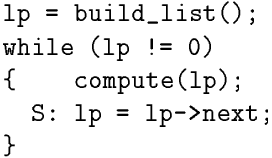 lp = build_list();
while (lp != 0)
{    compute(lp);
  S: lp = lp->next;
}